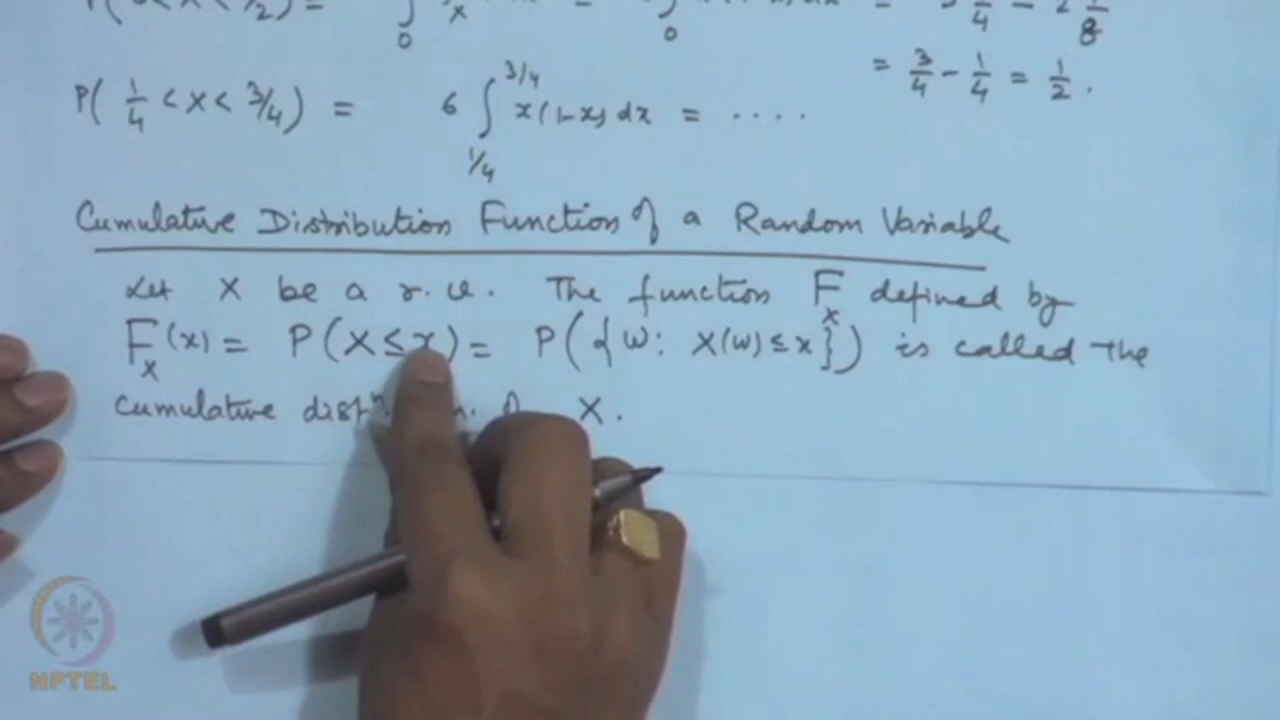 = 3/4 − 1/4 = 1/2 .
P( 1/4 < X < 3/4 ) = 6 ∫_{1/4}^{3/4} x(1-x) dx = ....
Cumulative Distribution Function of a Random Variable
Let X be a r.v. The function F_X defined by
F_X(x) = P(X ≤ x) = P({ω: X(ω) ≤ x}) is called the
cumulative X.
NPTEL